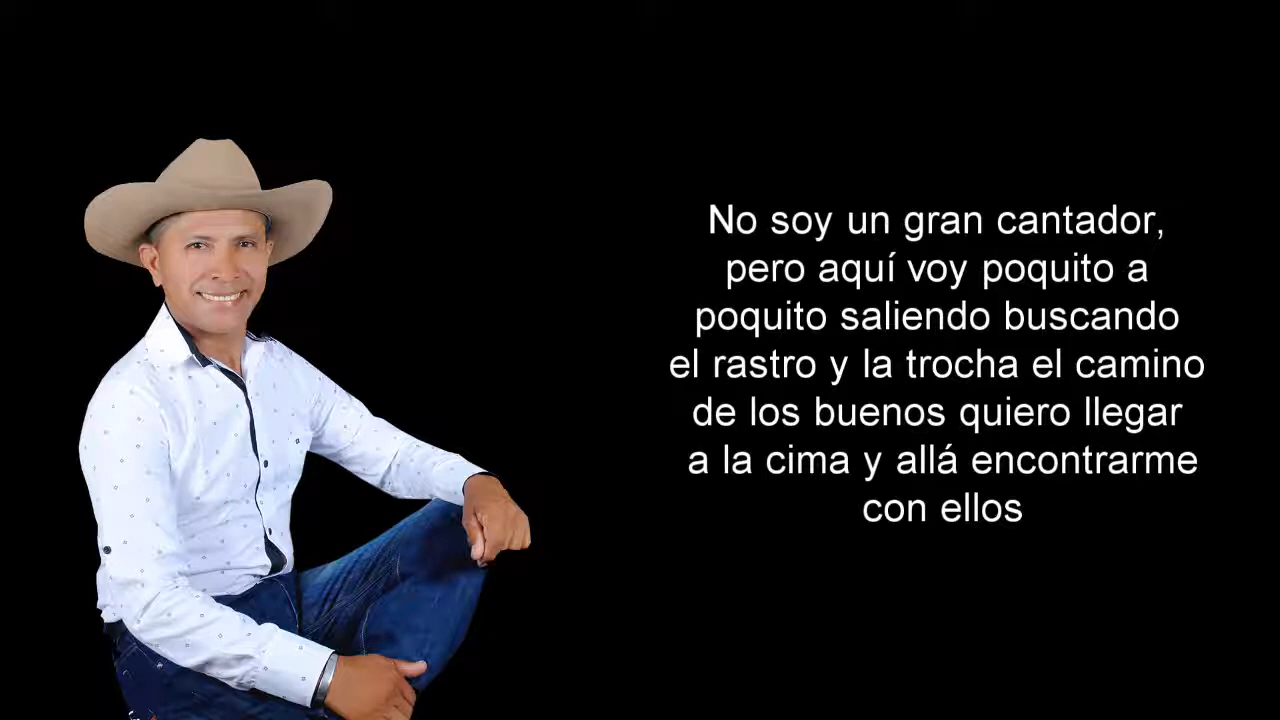 No soy un gran cantador,
pero aquí voy poquito a
poquito saliendo buscando
el rastro y la trocha el camino
de los buenos quiero llegar
a la cima y allá encontrarme
con ellos